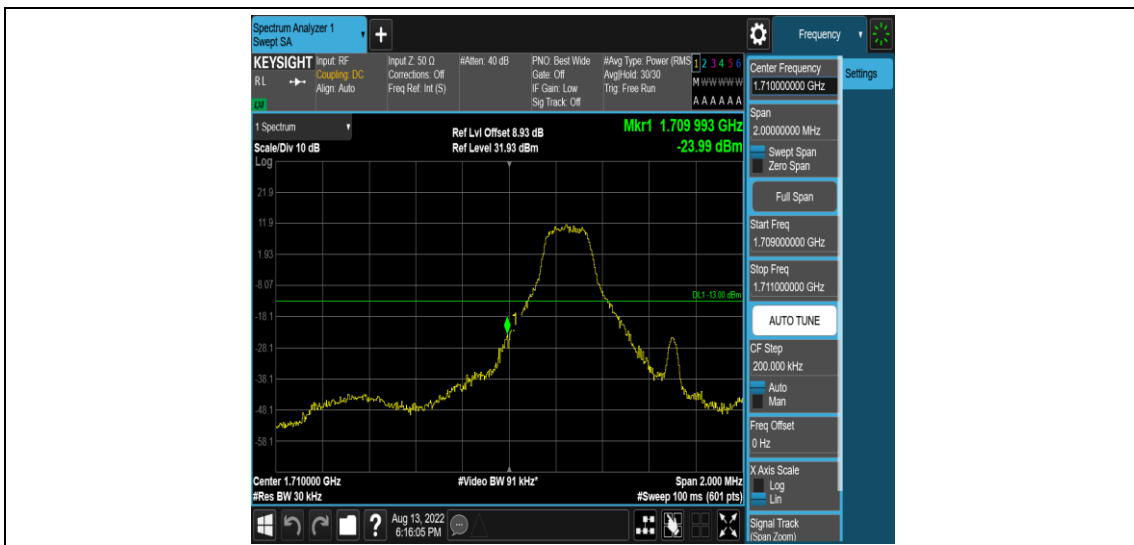 Spectrum Analyzer 1
Swept SA
+
Frequency
KEYSIGHT
RL
LXI
Input: RF
Coupling: DC
Align: Auto
Input Z: 50 Ω
Corrections: Off
Freq Ref: Int (S)
#Atten: 40 dB
PNO: Best Wide
Gate: Off
IF Gain: Low
Sig Track: Off
#Avg Type: Power (RMS
Avg|Hold: 30/30
Trig: Free Run
1 2 3 4 5 6
M W W W W W
A A A A A A
1 Spectrum
Scale/Div 10 dB
Log
Ref Lvl Offset 8.93 dB
Ref Level 31.93 dBm
Mkr1 1.709 993 GHz
-23.99 dBm
21.9
11.9
1.93
-8.07
-18.1
-28.1
-38.1
-48.1
-58.1
DL1 -13.00 dBm
1
Center 1.710000 GHz
#Res BW 30 kHz
#Video BW 91 kHz*
Span 2.000 MHz
#Sweep 100 ms (601 pts)
Aug 13, 2022
6:16:05 PM
?
Center Frequency
1.710000000 GHz
Settings
Span
2.00000000 MHz
Swept Span
Zero Span
Full Span
Start Freq
1.709000000 GHz
Stop Freq
1.711000000 GHz
AUTO TUNE
CF Step
200.000 kHz
Auto
Man
Freq Offset
0 Hz
X Axis Scale
Log
Lin
Signal Track
(Span Zoom)